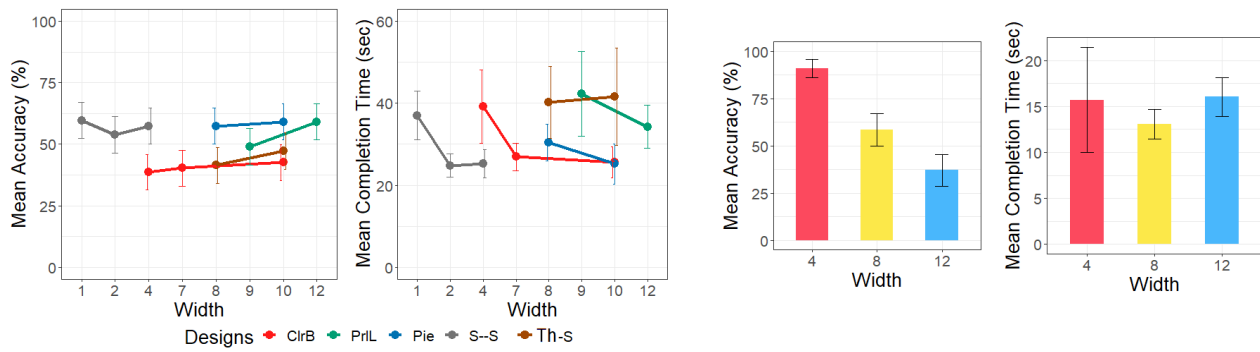 Mean Accuracy (%)
100
75
50
25
0
1 2 4 7 8 9 10 12
Width
Mean Completion Time (sec)
60
40
20
0
1 2 4 7 8 9 10 12
Width
Designs ClrB PrlL Pie S--S Th-s
Mean Accuracy (%)
100
75
50
25
0
4 8 12
Width
Mean Completion Time (sec)
20
15
10
5
0
4 8 12
Width